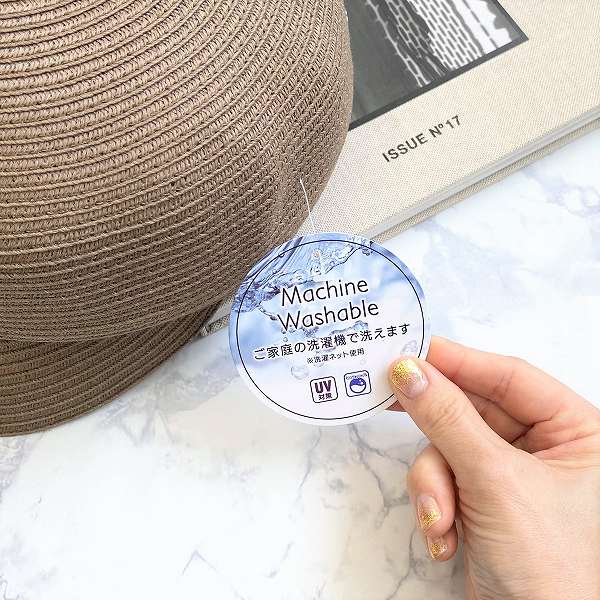 ISSUE Nº17
Machine
Washable
ご家庭の洗濯機で洗えます
※洗濯ネット使用
UV
対策